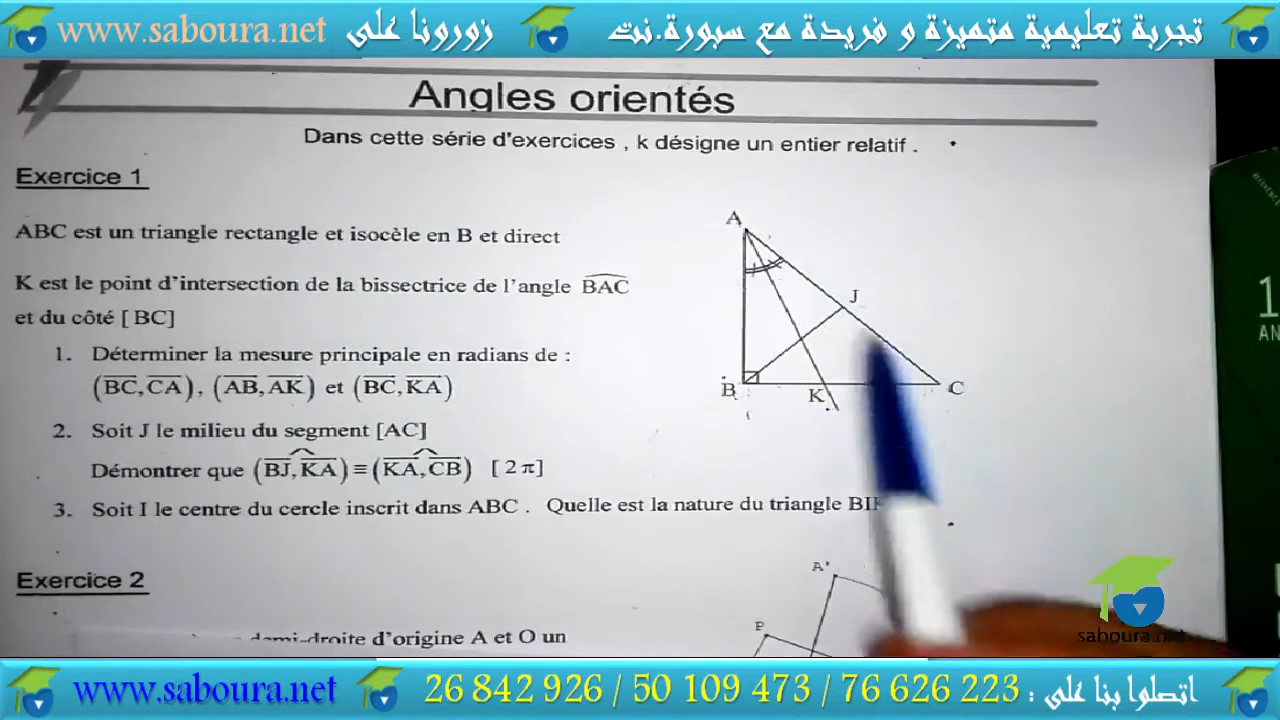 www.saboura.net زورونا على تجربة تعليمية متميزة و فريدة مع سبورة.نت
Angles orientés
Dans cette série d'exercices , k désigne un entier relatif .
Exercice 1
ABC est un triangle rectangle et isocèle en B et direct
K est le point d'intersection de la bissectrice de l'angle BAC
et du côté [ BC]
1. Déterminer la mesure principale en radians de :
(BC, CA) , (AB, AK) et (BC, KA)
2. Soit J le milieu du segment [AC]
Démontrer que (BJ, KA) ≡ (KA, CB) [ 2 π]
3. Soit I le centre du cercle inscrit dans ABC . Quelle est la nature du triangle
A
J
B
K
C
Exercice 2
demi-droite d'origine A et O un
A'
P
saboura.net
www.saboura.net 26 842 926 / 50 109 473 / 76 626 223 : اتصلوا بنا على